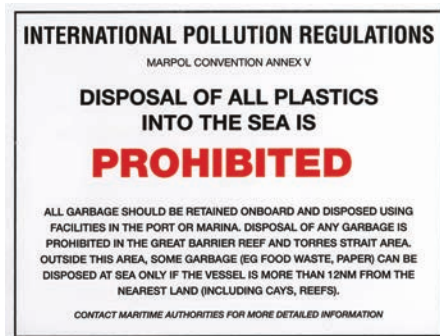 INTERNATIONAL POLLUTION REGULATIONS
MARPOL CONVENTION ANNEX V
DISPOSAL OF ALL PLASTICS
INTO THE SEA IS
PROHIBITED
ALL GARBAGE SHOULD BE RETAINED ONBOARD AND DISPOSED USING
FACILITIES IN THE PORT OR MARINA. DISPOSAL OF ANY GARBAGE IS
PROHIBITED IN THE GREAT BARRIER REEF AND TORRES STRAIT AREA.
OUTSIDE THIS AREA, SOME GARBAGE (EG FOOD WASTE, PAPER) CAN BE
DISPOSED AT SEA ONLY IF THE VESSEL IS MORE THAN 12NM FROM THE
NEAREST LAND (INCLUDING CAYS, REEFS).
CONTACT MARITIME AUTHORITIES FOR MORE DETAILED INFORMATION